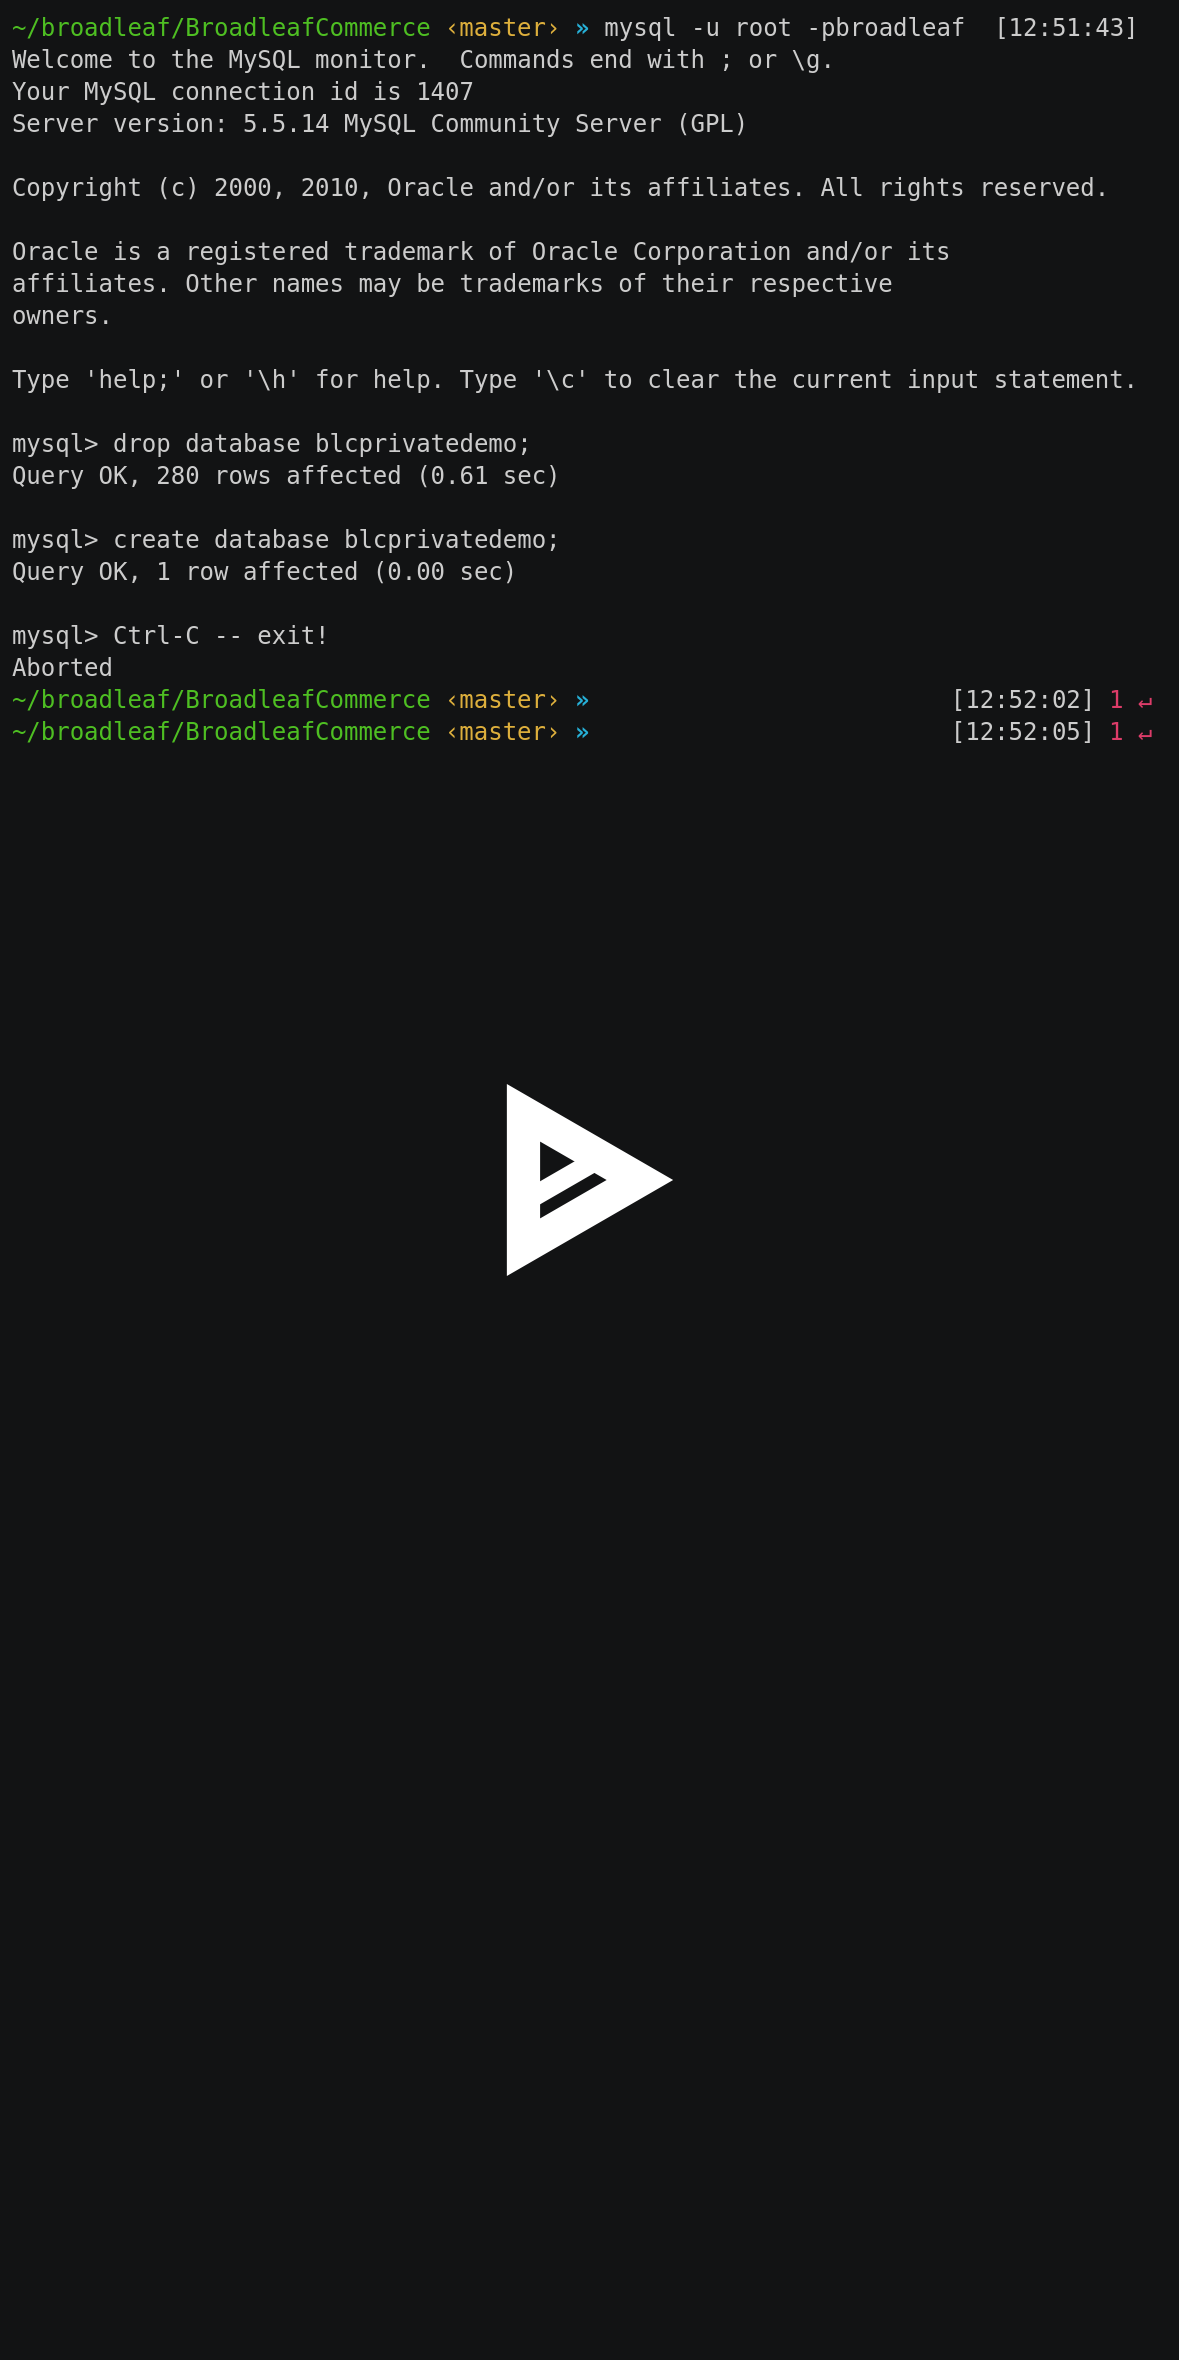 ~/broadleaf/BroadleafCommerce ‹master› » mysql -u root -pbroadleaf  [12:51:43]
Welcome to the MySQL monitor.  Commands end with ; or \g.
Your MySQL connection id is 1407
Server version: 5.5.14 MySQL Community Server (GPL)
Copyright (c) 2000, 2010, Oracle and/or its affiliates. All rights reserved.
Oracle is a registered trademark of Oracle Corporation and/or its
affiliates. Other names may be trademarks of their respective
owners.
Type 'help;' or '\h' for help. Type '\c' to clear the current input statement.
mysql> drop database blcprivatedemo;
Query OK, 280 rows affected (0.61 sec)
mysql> create database blcprivatedemo;
Query OK, 1 row affected (0.00 sec)
mysql> Ctrl-C -- exit!
Aborted
~/broadleaf/BroadleafCommerce ‹master› » [12:52:02] 1 ↵
~/broadleaf/BroadleafCommerce ‹master› » [12:52:05] 1 ↵